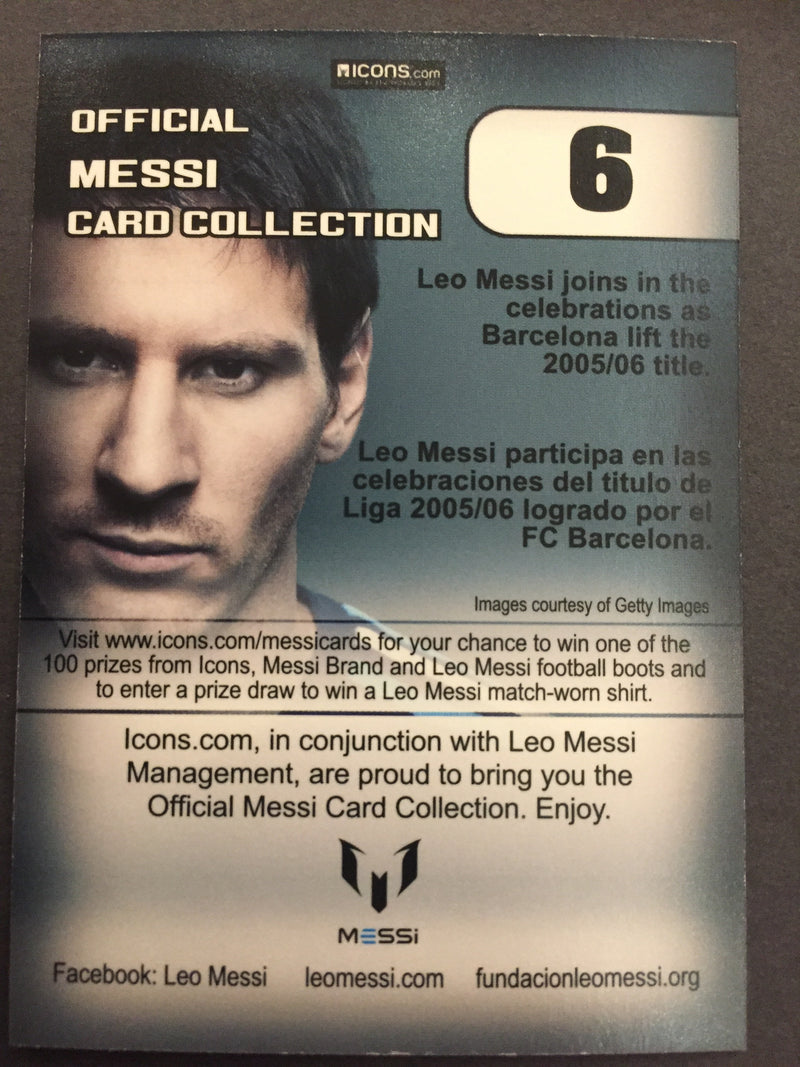 ICONS.com
OFFICIAL
MESSI
CARD COLLECTION
6
Leo Messi joins in the
celebrations as
Barcelona lift the
2005/06 title.
Leo Messi participa en las
celebraciones del titulo de
Liga 2005/06 logrado por el
FC Barcelona.
Images courtesy of Getty Images
Visit www.icons.com/messicards for your chance to win one of the
100 prizes from Icons, Messi Brand and Leo Messi football boots and
to enter a prize draw to win a Leo Messi match-worn shirt.
Icons.com, in conjunction with Leo Messi
Management, are proud to bring you the
Official Messi Card Collection. Enjoy.
MESSi
Facebook: Leo Messi leomessi.com fundacionleomessi.org